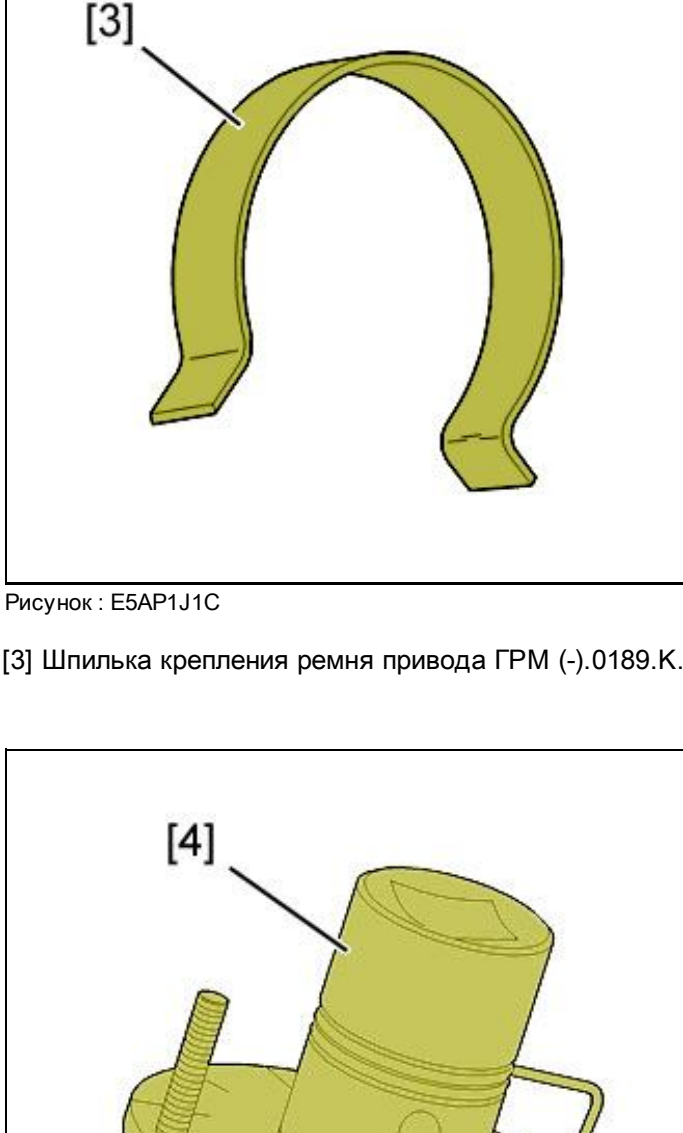 [3]
Рисунок : E5AP1J1C
[3] Шпилька крепления ремня привода ГРМ (-).0189.K.
[4]